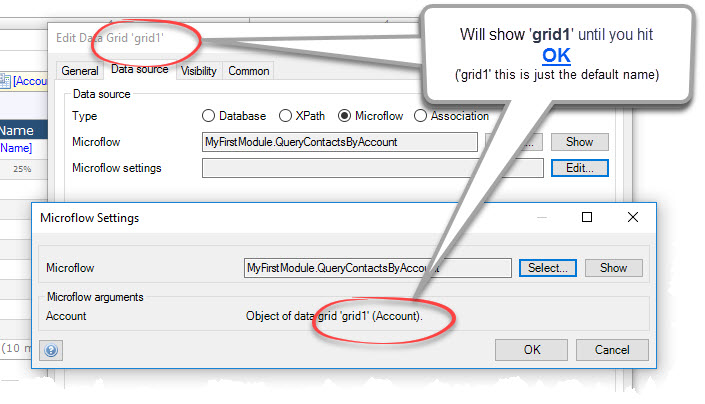 Will show 'grid1' until you hit
OK
('grid1' this is just the default name)
Edit Data Grid 'grid1'
General Data source Visibility Common
Data source
Type Database XPath Microflow Association
Microflow MyFirstModule.QueryContactsByAccount ... Show
Microflow settings Edit...
[Accou
Name
Name]
25%
Microflow Settings
Microflow MyFirstModule.QueryContactsByAccount Select... Show
Microflow arguments
Account Object of data grid 'grid1' (Account).
(10 m
? OK Cancel